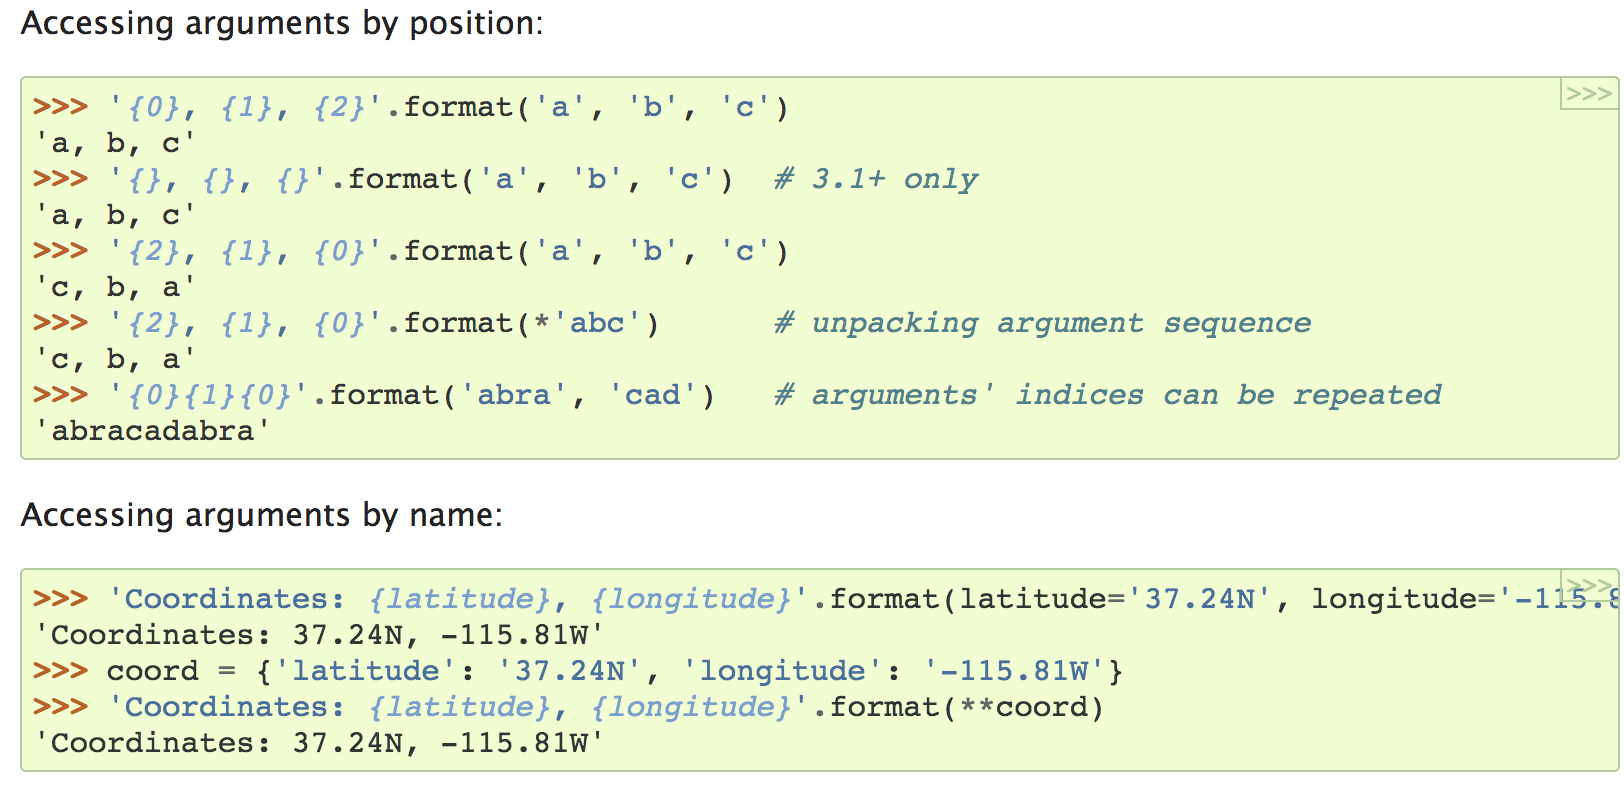 Accessing arguments by position:
>>>
>>> '{0}, {1}, {2}'.format('a', 'b', 'c')
'a, b, c'
>>> '{}, {}, {}'.format('a', 'b', 'c')  # 3.1+ only
'a, b, c'
>>> '{2}, {1}, {0}'.format('a', 'b', 'c')
'c, b, a'
>>> '{2}, {1}, {0}'.format(*'abc')      # unpacking argument sequence
'c, b, a'
>>> '{0}{1}{0}'.format('abra', 'cad')   # arguments' indices can be repeated
'abracadabra'
Accessing arguments by name:
>>>
>>> 'Coordinates: {latitude}, {longitude}'.format(latitude='37.24N', longitude='-115.8
'Coordinates: 37.24N, -115.81W'
>>> coord = {'latitude': '37.24N', 'longitude': '-115.81W'}
>>> 'Coordinates: {latitude}, {longitude}'.format(**coord)
'Coordinates: 37.24N, -115.81W'